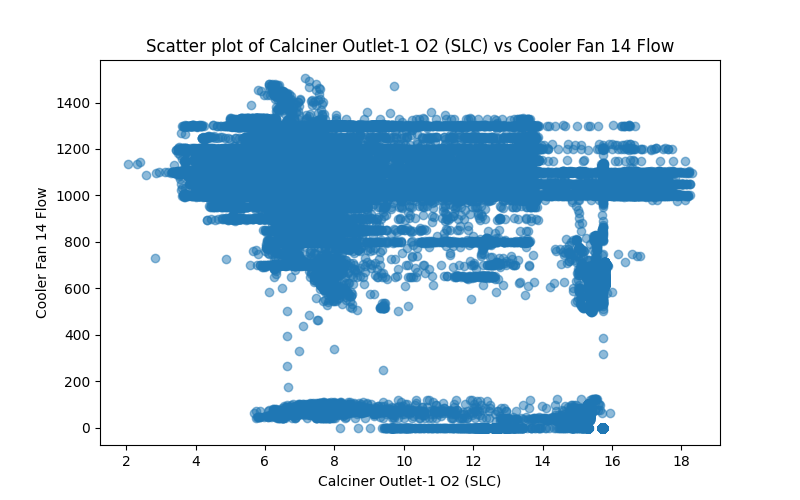 Scatter plot of Calciner Outlet-1 O2 (SLC) vs Cooler Fan 14 Flow
1400
1200
1000
800
600
400
200
0
Cooler Fan 14 Flow
2 4 6 8 10 12 14 16 18
Calciner Outlet-1 O2 (SLC)